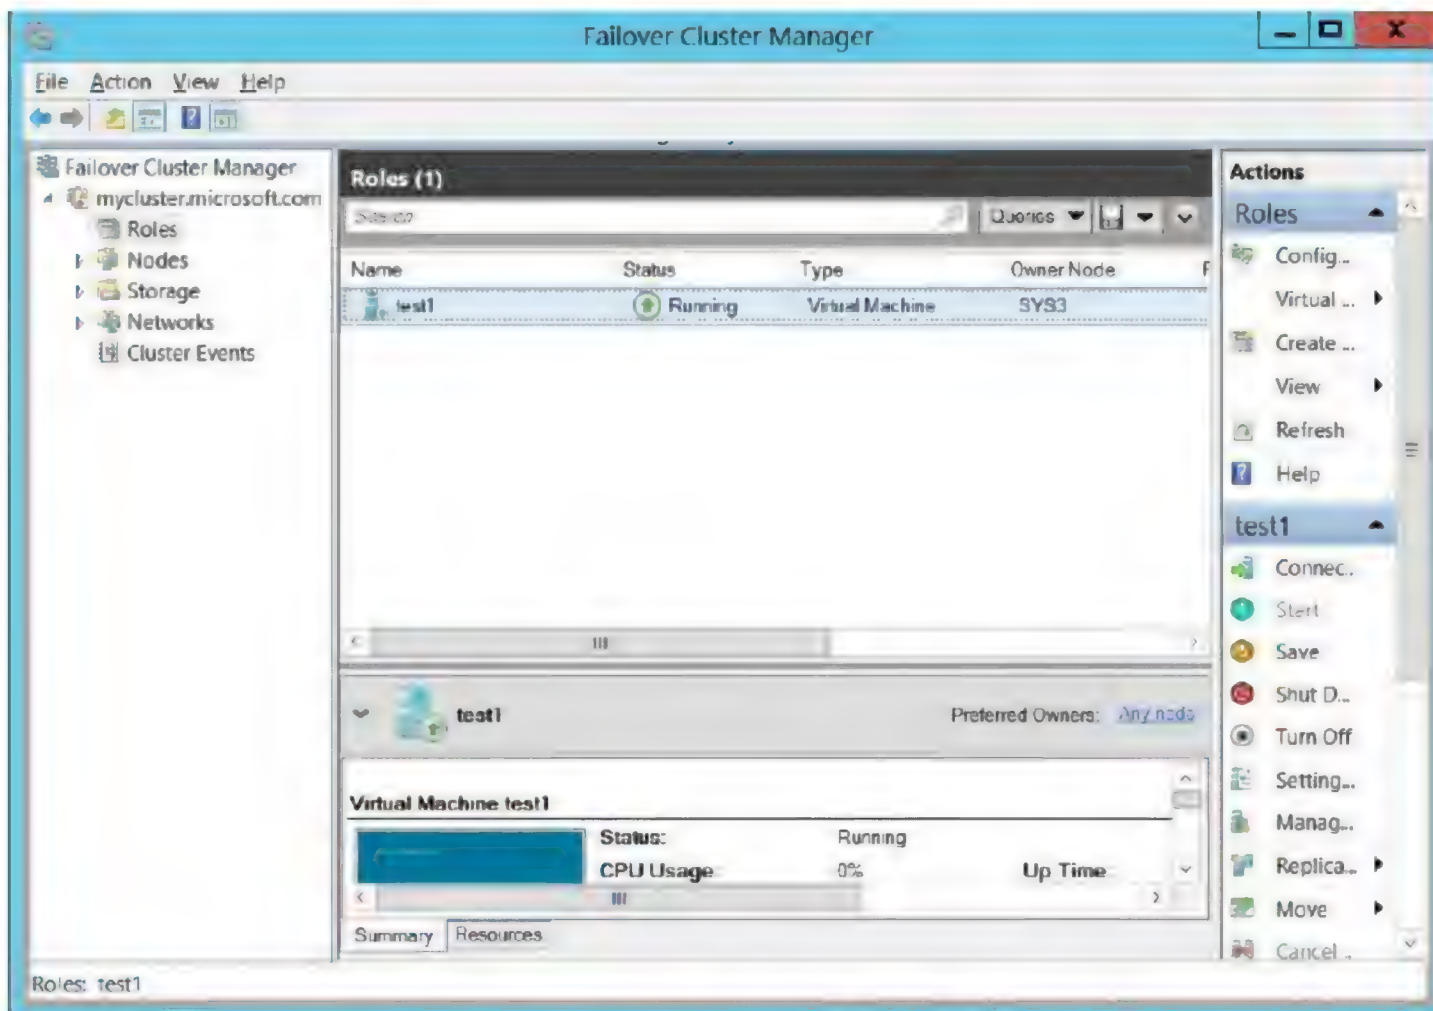 Failover Cluster Manager
File Action View Help
Failover Cluster Manager
mycluster.microsoft.com
Roles
Nodes
Storage
Networks
Cluster Events
Roles (1)
Search
Queries
Name Status Type Owner Node
test1 Running Virtual Machine SYS3
test1 Preferred Owners: Any node
Virtual Machine test1
Status: Running
CPU Usage: 0% Up Time
Summary Resources
Actions
Roles
Config...
Virtual ...
Create ...
View
Refresh
Help
test1
Connec..
Start
Save
Shut D...
Turn Off
Setting...
Manag...
Replica...
Move
Cancel ..
Roles: test1